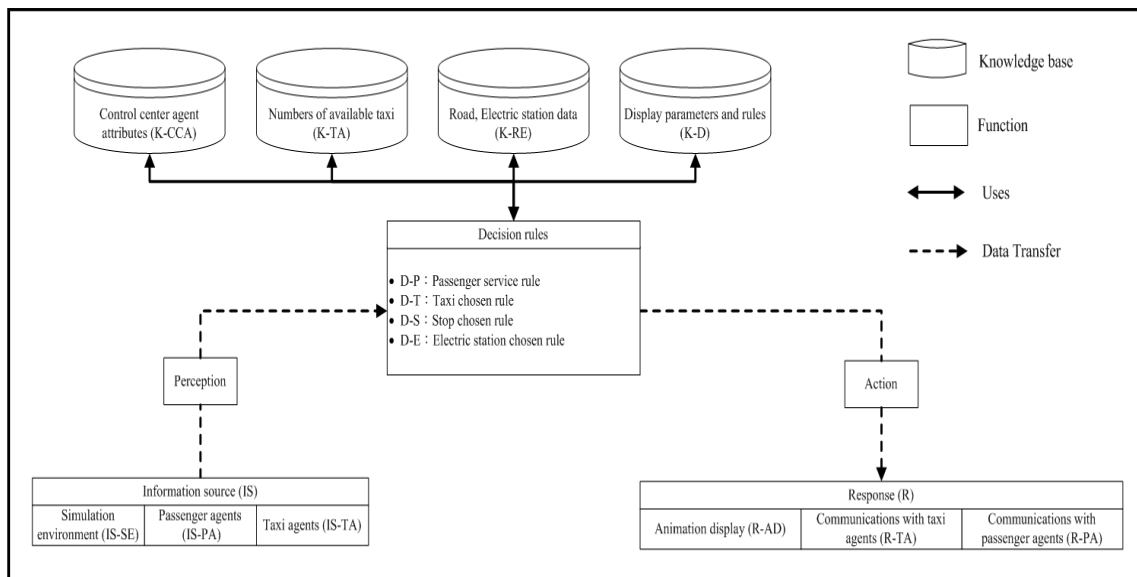 Control center agent
attributes (K-CCA)
Numbers of available taxi
(K-TA)
Road, Electric station data
(K-RE)
Display parameters and rules
(K-D)
Knowledge base
Function
Uses
Data Transfer
Decision rules
• D-P：Passenger service rule
• D-T：Taxi chosen rule
• D-S：Stop chosen rule
• D-E：Electric station chosen rule
Perception
Action
Information source (IS)
Simulation
environment (IS-SE)
Passenger agents
(IS-PA)
Taxi agents (IS-TA)
Response (R)
Animation display (R-AD)
Communications with taxi
agents (R-TA)
Communications with
passenger agents (R-PA)